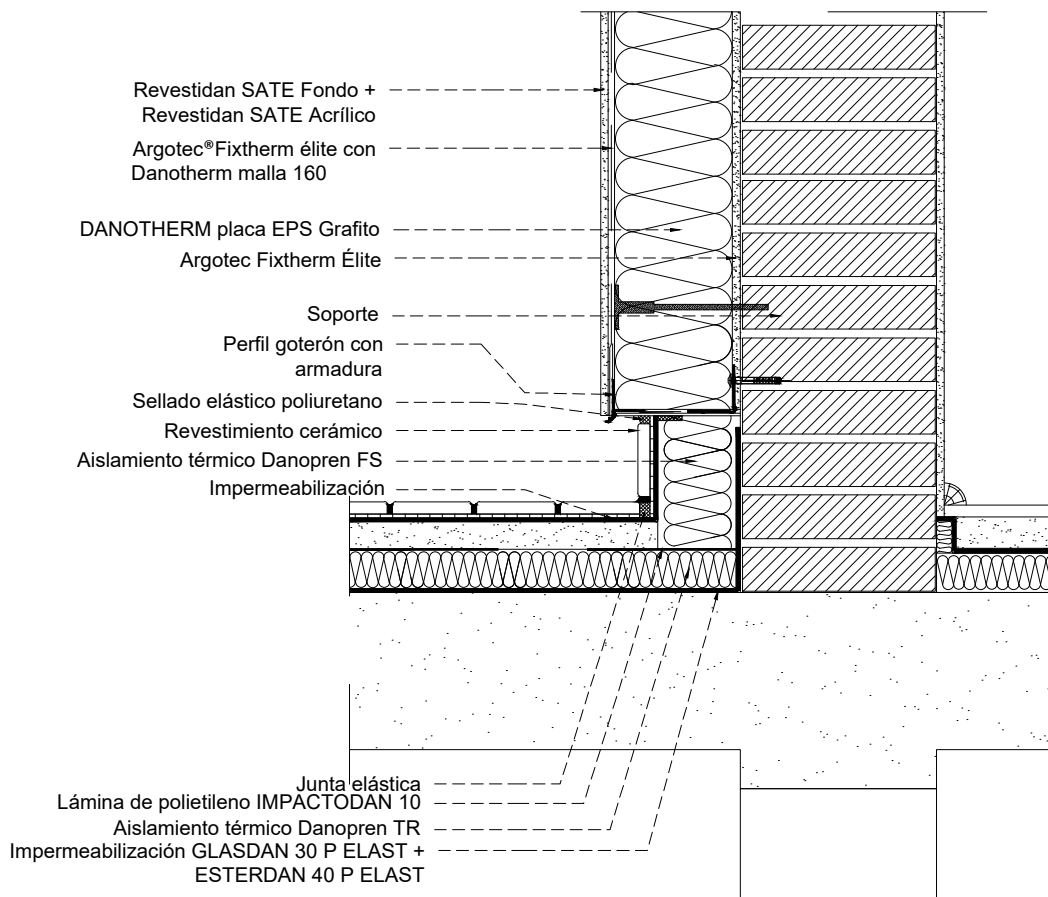 Revestidan SATE Fondo +
Revestidan SATE Acrílico
Argotec®Fixtherm élite con
Danotherm malla 160
DANOTHERM placa EPS Grafito
Argotec Fixtherm Élite
Soporte
Perfil goterón con
armadura
Sellado elástico poliuretano
Revestimiento cerámico
Aislamiento térmico Danopren FS
Impermeabilización
Junta elástica
Lámina de polietileno IMPACTODAN 10
Aislamiento térmico Danopren TR
Impermeabilización GLASDAN 30 P ELAST +
ESTERDAN 40 P ELAST